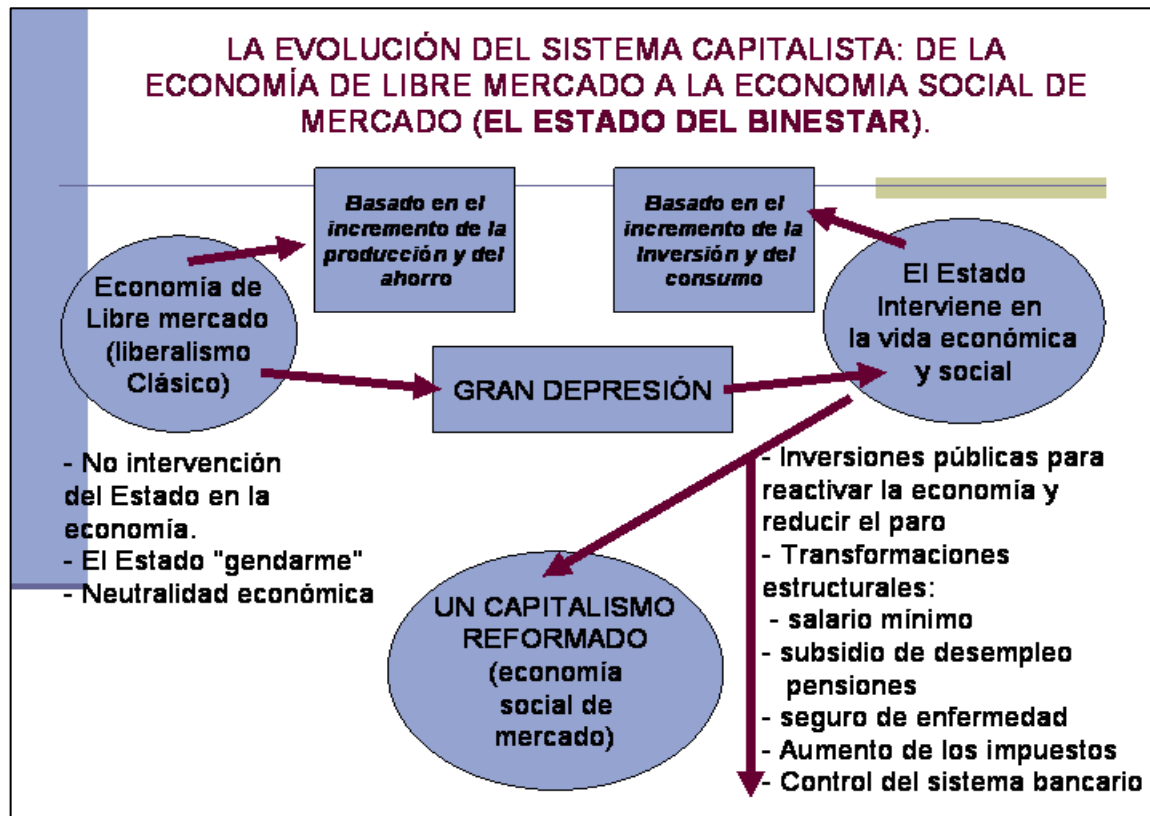 LA EVOLUCIÓN DEL SISTEMA CAPITALISTA: DE LA
ECONOMÍA DE LIBRE MERCADO A LA ECONOMIA SOCIAL DE
MERCADO (EL ESTADO DEL BINESTAR).
Basado en el
incremento de la
producción y del
ahorro
Basado en el
incremento de la
Inversión y del
consumo
Economía de
Libre mercado
(liberalismo
Clásico)
GRAN DEPRESIÓN
El Estado
Interviene en
la vida económica
y social
- No intervención
del Estado en la
economía.
- El Estado "gendarme"
- Neutralidad económica
UN CAPITALISMO
REFORMADO
(economía
social de
mercado)
- Inversiones públicas para
reactivar la economía y
reducir el paro
- Transformaciones
estructurales:
- salario mínimo
- subsidio de desempleo
pensiones
- seguro de enfermedad
- Aumento de los impuestos
- Control del sistema bancario